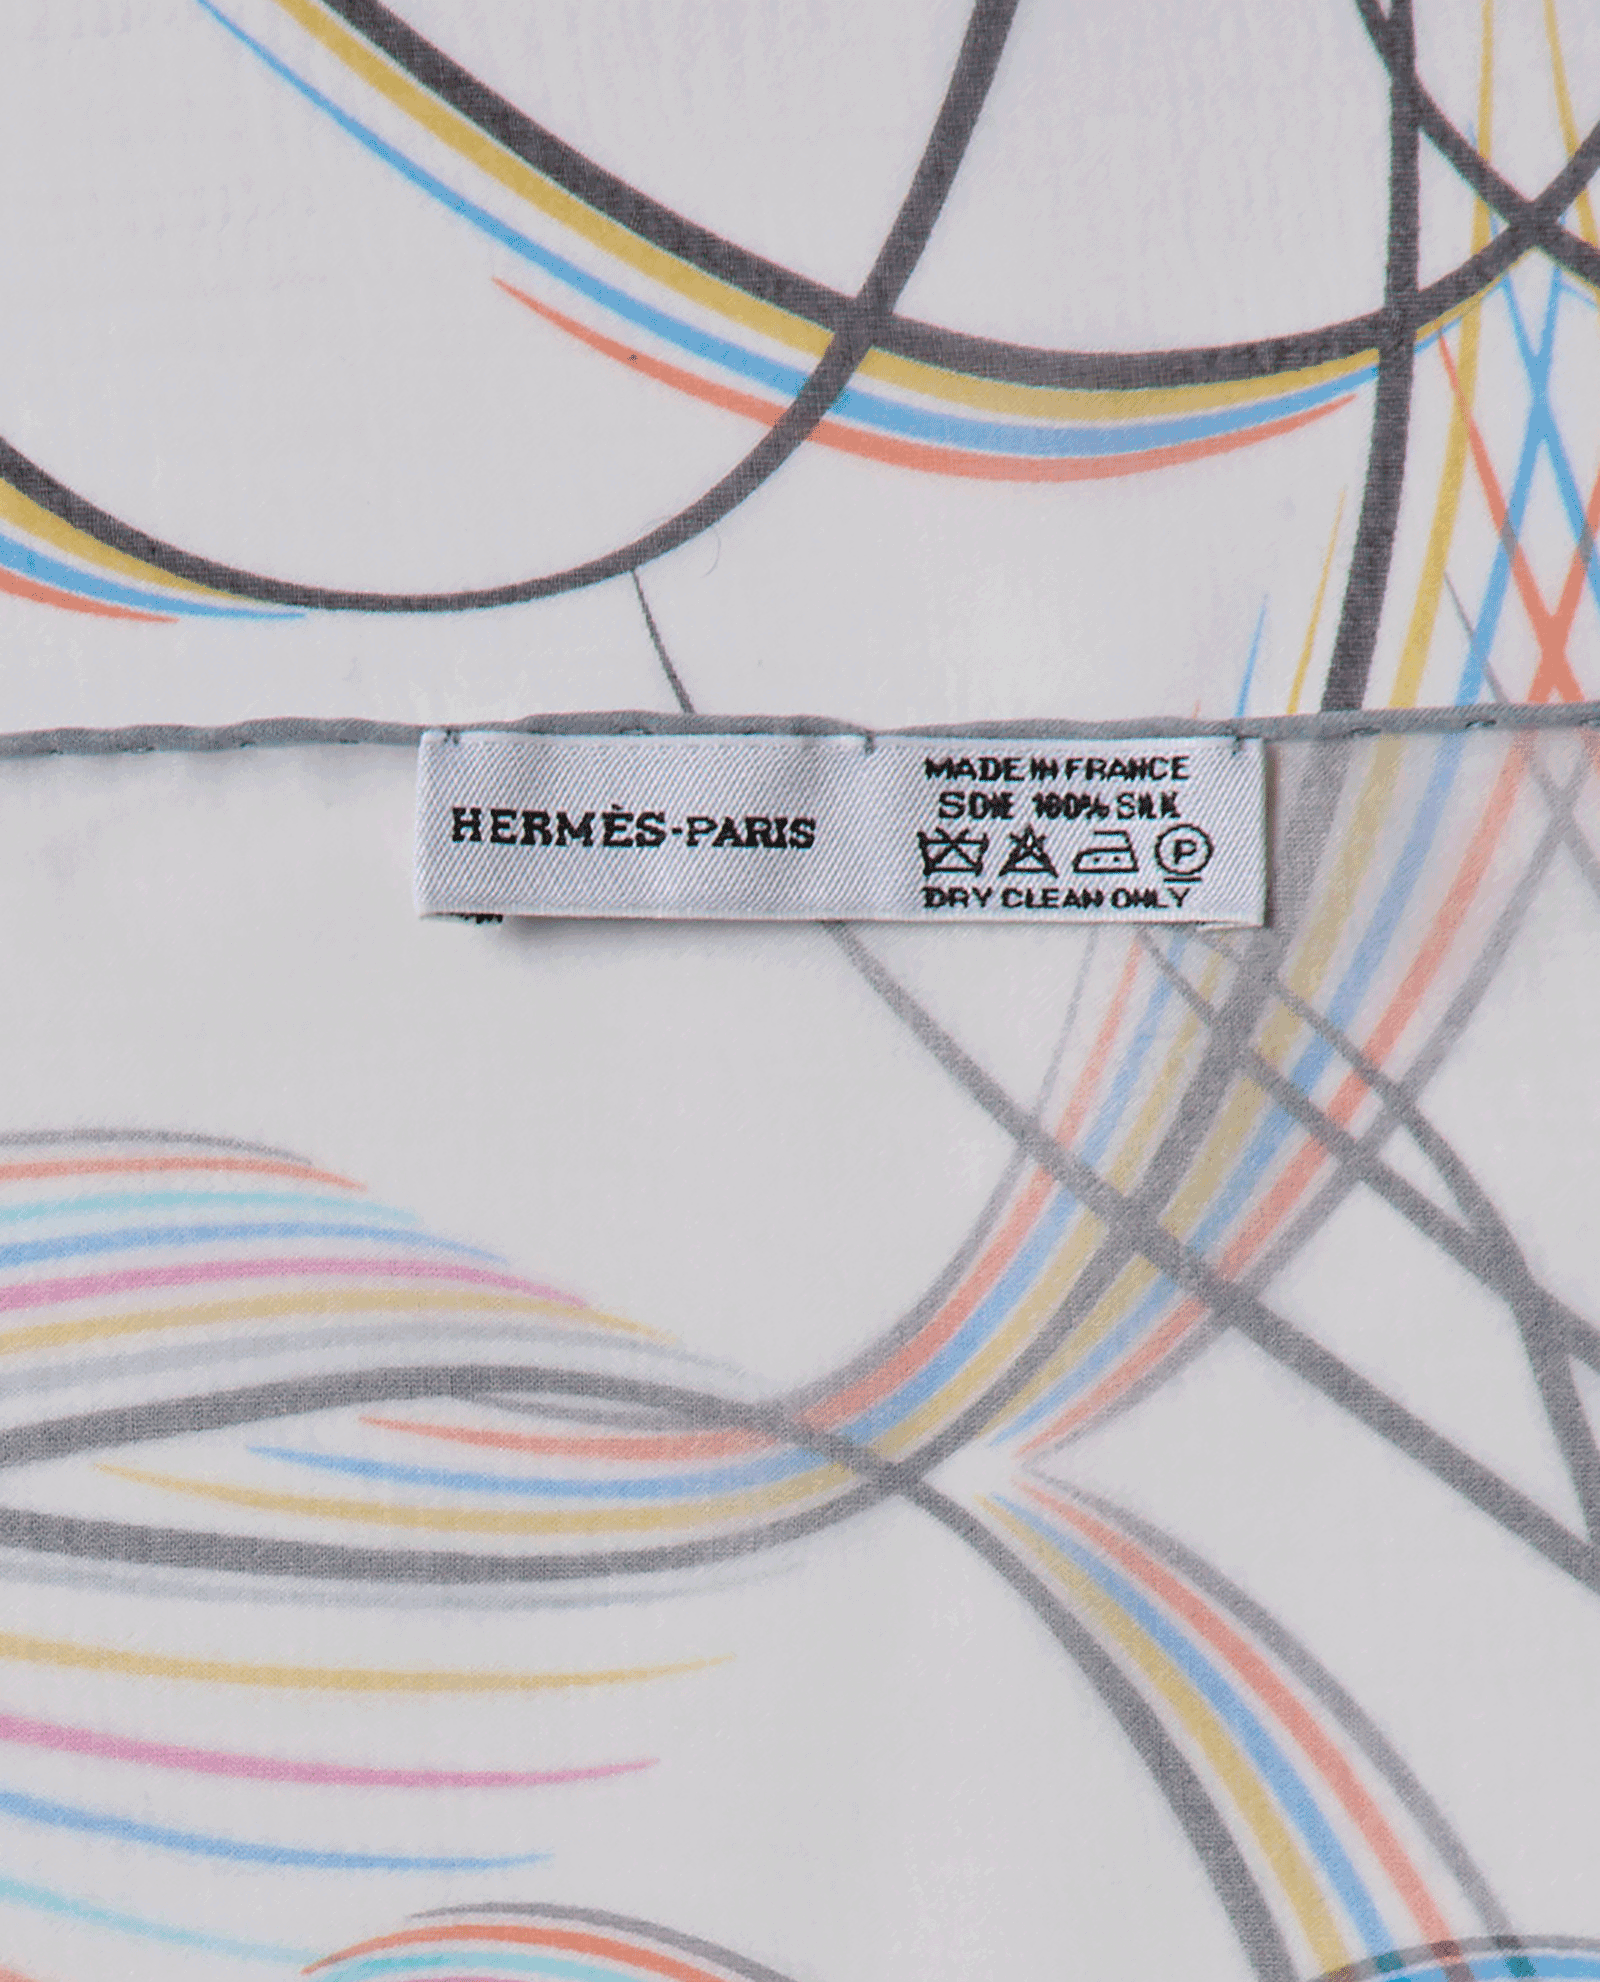 HERMÈS-PARIS
MADE IN FRANCE
SOIE 100% SILK
P
DRY CLEAN ONLY